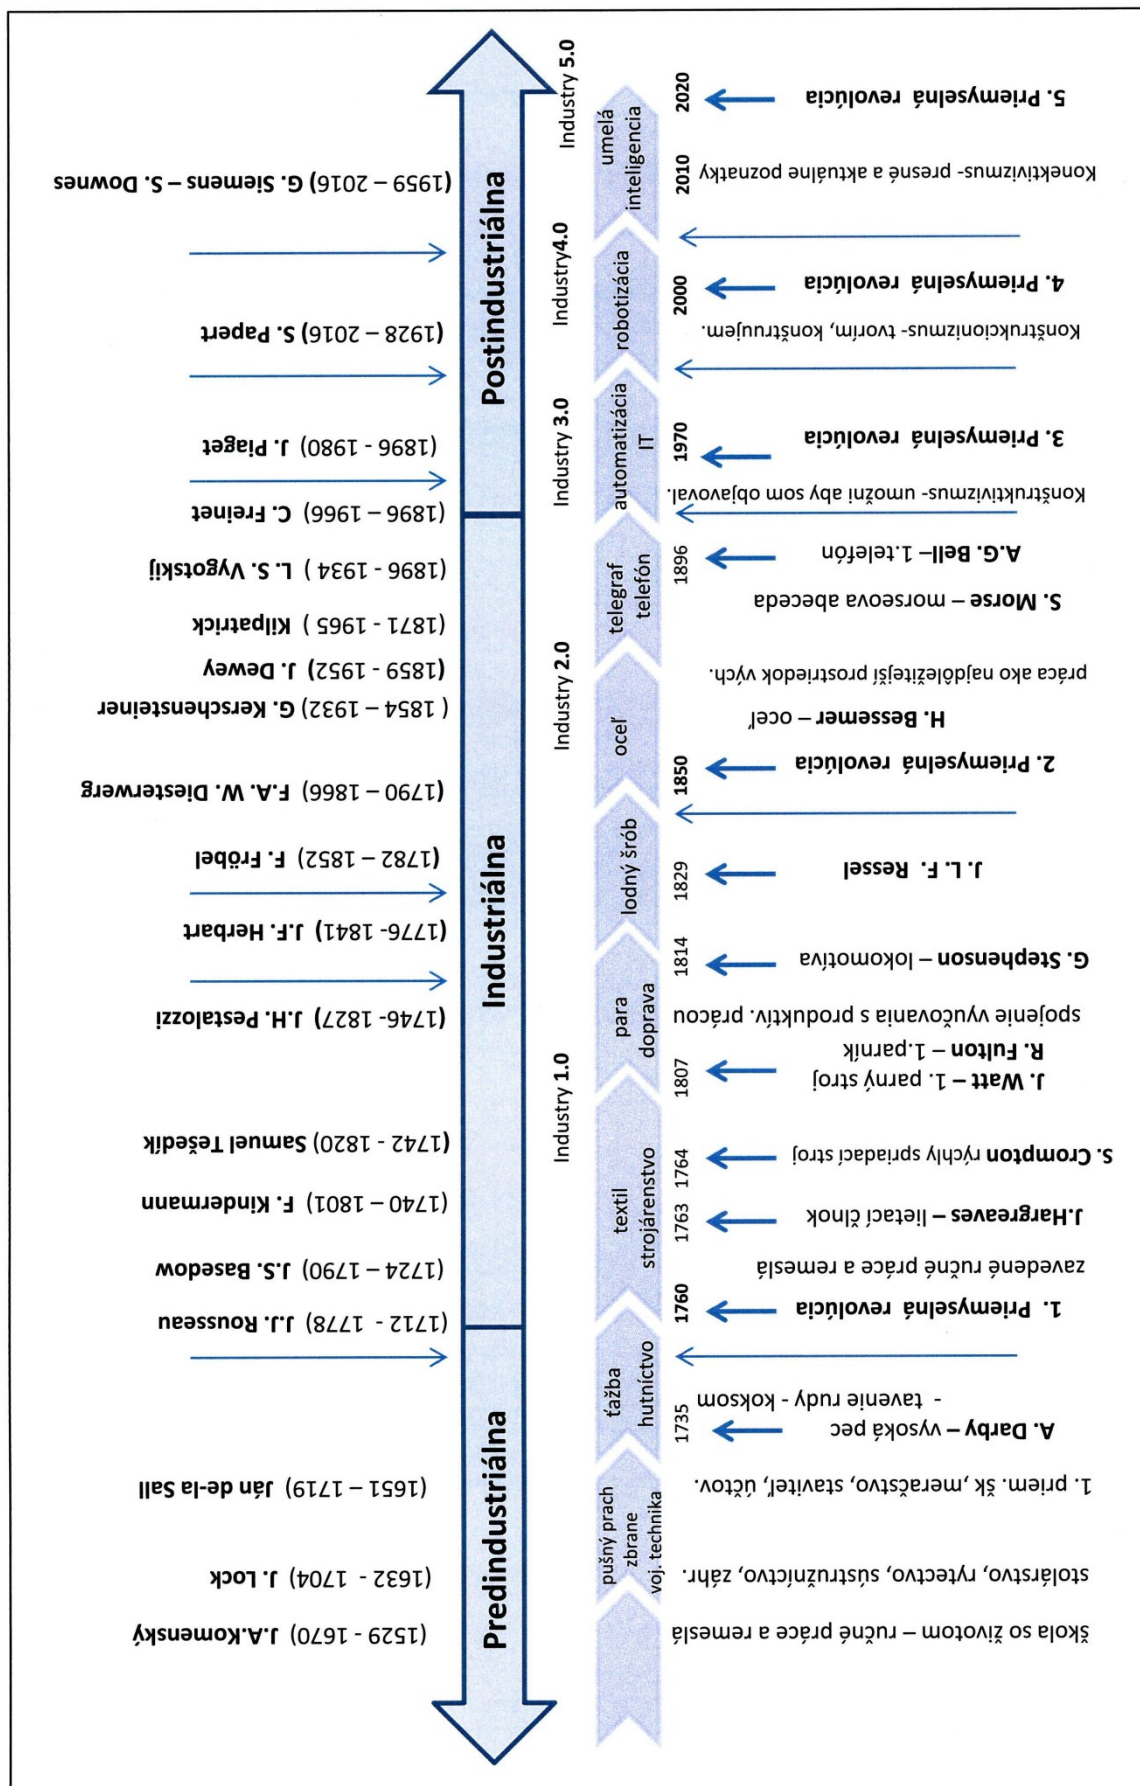 (1529 - 1670) J.A.Komenský
(1632 - 1704) J. Lock
(1651 – 1719) Ján de-la Sall
(1712 - 1778) J.J. Rousseau
(1724 – 1790) J.S. Basedow
(1740 – 1801) F. Kindermann
(1742 - 1820) Samuel Tešedík
(1746- 1827) J.H. Pestalozzi
(1776- 1841) J.F. Herbart
(1782 – 1852) F. Fröbel
(1790 – 1866) F.A. W. Diesterwerg
( 1854 – 1932) G. Kerschensteiner
(1859 - 1952) J. Dewey
(1871 - 1965 ) Kilpatrick
(1896 - 1934 ) L. S. Vygotskij
(1896 – 1966) C. Freinet
(1896 - 1980) J. Piaget
(1928 – 2016) S. Papert
(1959 – 2016) G. Siemens – S. Downes
Predindustriálna
Industriálna
Postindustriálna
Industry 1.0
Industry 2.0
Industry 3.0
Industry4.0
Industry 5.0
pušný prach
zbrane
voj. technika
ťažba
hutníctvo
textil
strojárenstvo
para
doprava
lodný šrób
oceľ
telegraf
telefón
automatizácia
IT
robotizácia
umelá
inteligencia
1735
1760
1763
1764
1807
1814
1829
1850
1896
1970
2000
2010
2020
škola so životom – ručné práce a remeslá
stolárstvo, rytectvo, sústružníctvo, záhr.
1. priem. šk, meračstvo, staviteľ, účtov.
A. Darby – vysoká pec
- tavenie rudy - koksom
1. Priemyselná revolúcia
zavedené ručné práce a remeslá
J.Hargreaves – lietací člnok
S. Crompton rýchly spriadací stroj
J. Watt – 1. parný stroj
R. Fulton – 1.parník
spojenie vyučovania s produktív. prácou
G. Stephenson – lokomotíva
J. L. F. Ressel
2. Priemyselná revolúcia
H. Bessemer – oceľ
práca ako najdôležitejší prostriedok vých.
S. Morse – morseova abeceda
A.G. Bell– 1.telefón
Konštruktivizmus- umožni aby som objavoval.
3. Priemyselná revolúcia
Konštrukcionizmus- tvorím, konštruujem.
4. Priemyselná revolúcia
Konektivizmus- presné a aktuálne poznatky
5. Priemyselná revolúcia